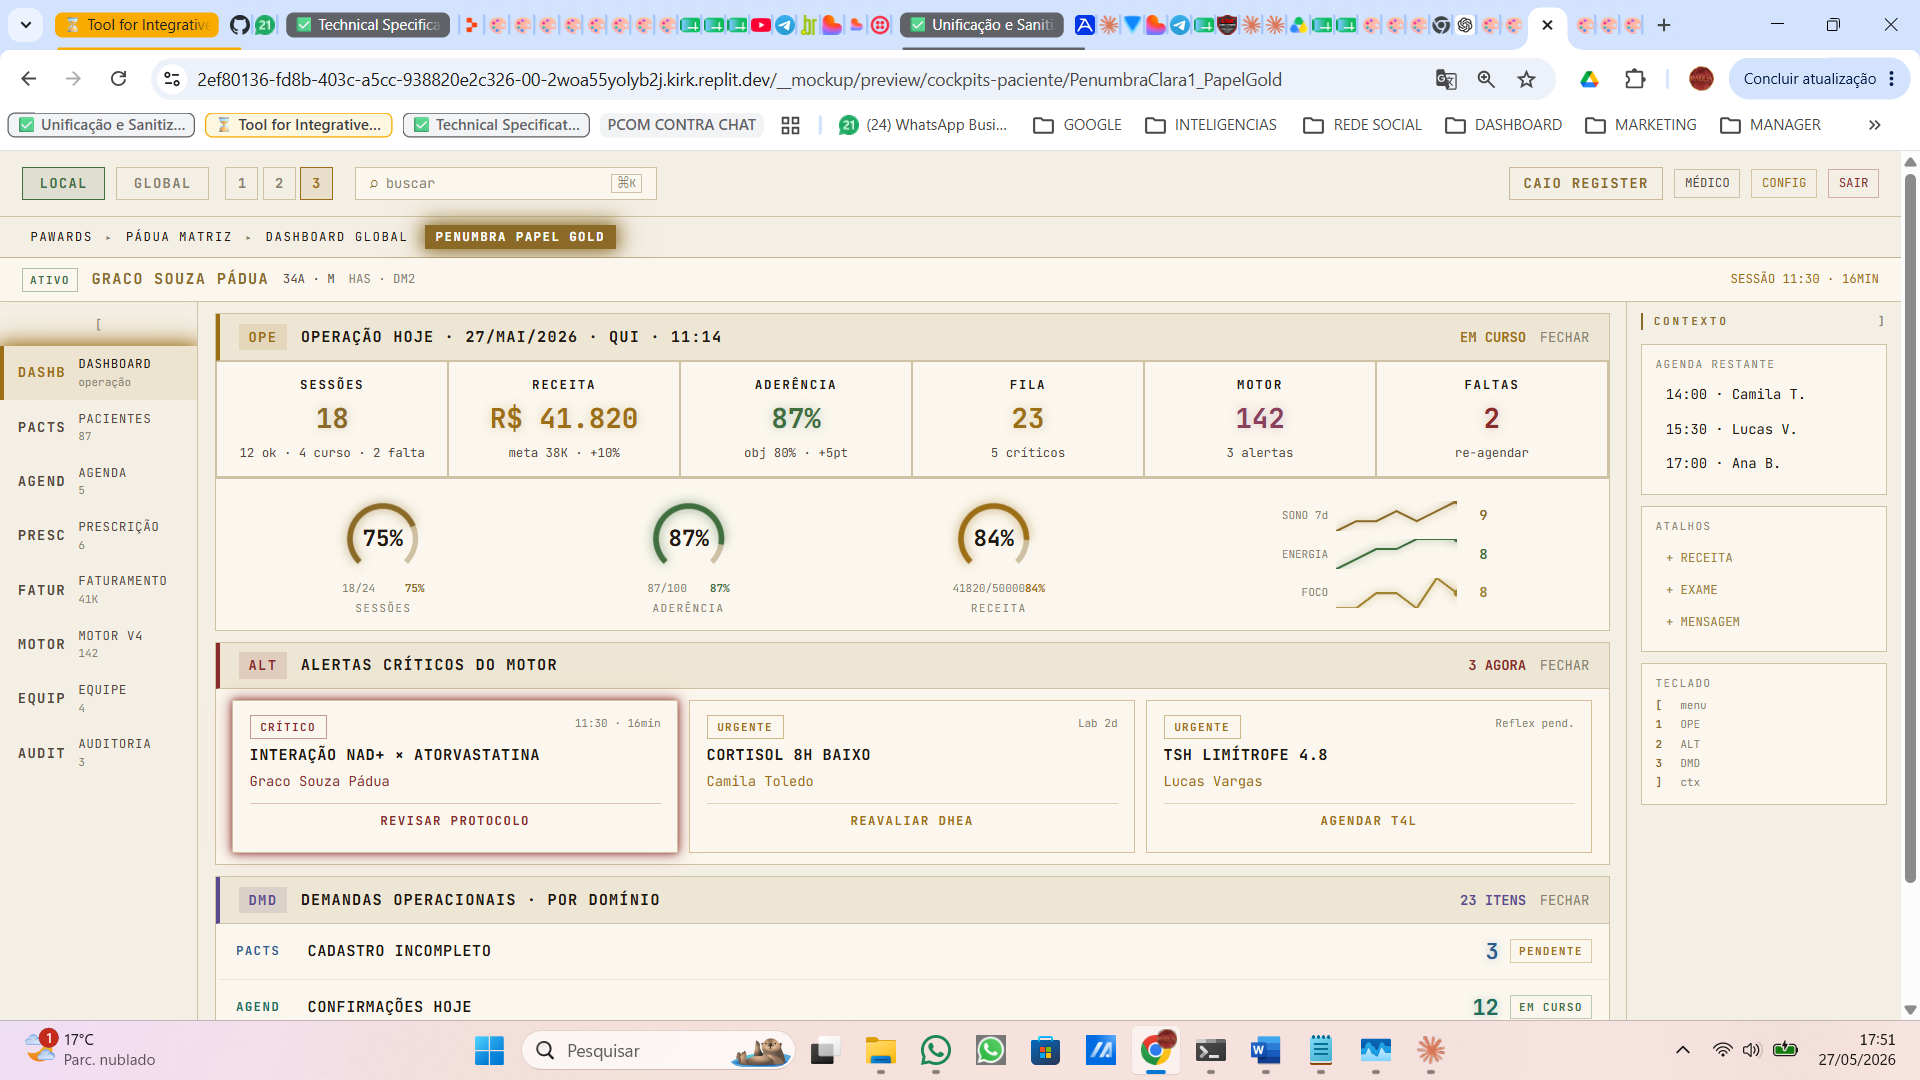 Tool for Integrative
21
Technical Specifica
Unificação e Saniti
2ef80136-fd8b-403c-a5cc-938820e2c326-00-2woa55yolyb2j.kirk.replit.dev/__mockup/preview/cockpits-paciente/PenumbraClara1_PapelGold
Concluir atualização
Unificação e Sanitiz...
Tool for Integrative...
Technical Specificat...
PCOM CONTRA CHAT
21
(24) WhatsApp Busi...
GOOGLE
INTELIGENCIAS
REDE SOCIAL
DASHBOARD
MARKETING
MANAGER
»
LOCAL
GLOBAL
1
2
3
buscar
⌘K
CAIO REGISTER
MÉDICO
CONFIG
SAIR
PAWARDS ▸ PÁDUA MATRIZ ▸ DASHBOARD GLOBAL
PENUMBRA PAPEL GOLD
ATIVO
GRACO SOUZA PÁDUA
34A · M
HAS · DM2
SESSÃO 11:30 · 16MIN
[
DASHB
DASHBOARD
operação
PACTS
PACIENTES
87
AGEND
AGENDA
5
PRESC
PRESCRIÇÃO
6
FATUR
FATURAMENTO
41K
MOTOR
MOTOR V4
142
EQUIP
EQUIPE
4
AUDIT
AUDITORIA
3
OPE
OPERAÇÃO HOJE · 27/MAI/2026 · QUI · 11:14
EM CURSO
FECHAR
SESSÕES
18
12 ok · 4 curso · 2 falta
RECEITA
R$ 41.820
meta 38K · +10%
ADERÊNCIA
87%
obj 80% · +5pt
FILA
23
5 críticos
MOTOR
142
3 alertas
FALTAS
2
re-agendar
75%
18/24 75%
SESSÕES
87%
87/100 87%
ADERÊNCIA
84%
41820/5000084%
RECEITA
SONO 7d 9
ENERGIA 8
FOCO 8
ALT
ALERTAS CRÍTICOS DO MOTOR
3 AGORA
FECHAR
CRÍTICO
11:30 · 16min
INTERAÇÃO NAD+ × ATORVASTATINA
Graco Souza Pádua
REVISAR PROTOCOLO
URGENTE
Lab 2d
CORTISOL 8H BAIXO
Camila Toledo
REAVALIAR DHEA
URGENTE
Reflex pend.
TSH LIMÍTROFE 4.8
Lucas Vargas
AGENDAR T4L
DMD
DEMANDAS OPERACIONAIS · POR DOMÍNIO
23 ITENS
FECHAR
PACTS
CADASTRO INCOMPLETO
3
PENDENTE
AGEND
CONFIRMAÇÕES HOJE
12
EM CURSO
CONTEXTO
]
AGENDA RESTANTE
14:00 · Camila T.
15:30 · Lucas V.
17:00 · Ana B.
ATALHOS
+ RECEITA
+ EXAME
+ MENSAGEM
TECLADO
[ menu
1 OPE
2 ALT
3 DMD
] ctx
1
17°C
Parc. nublado
Pesquisar
17:51
27/05/2026